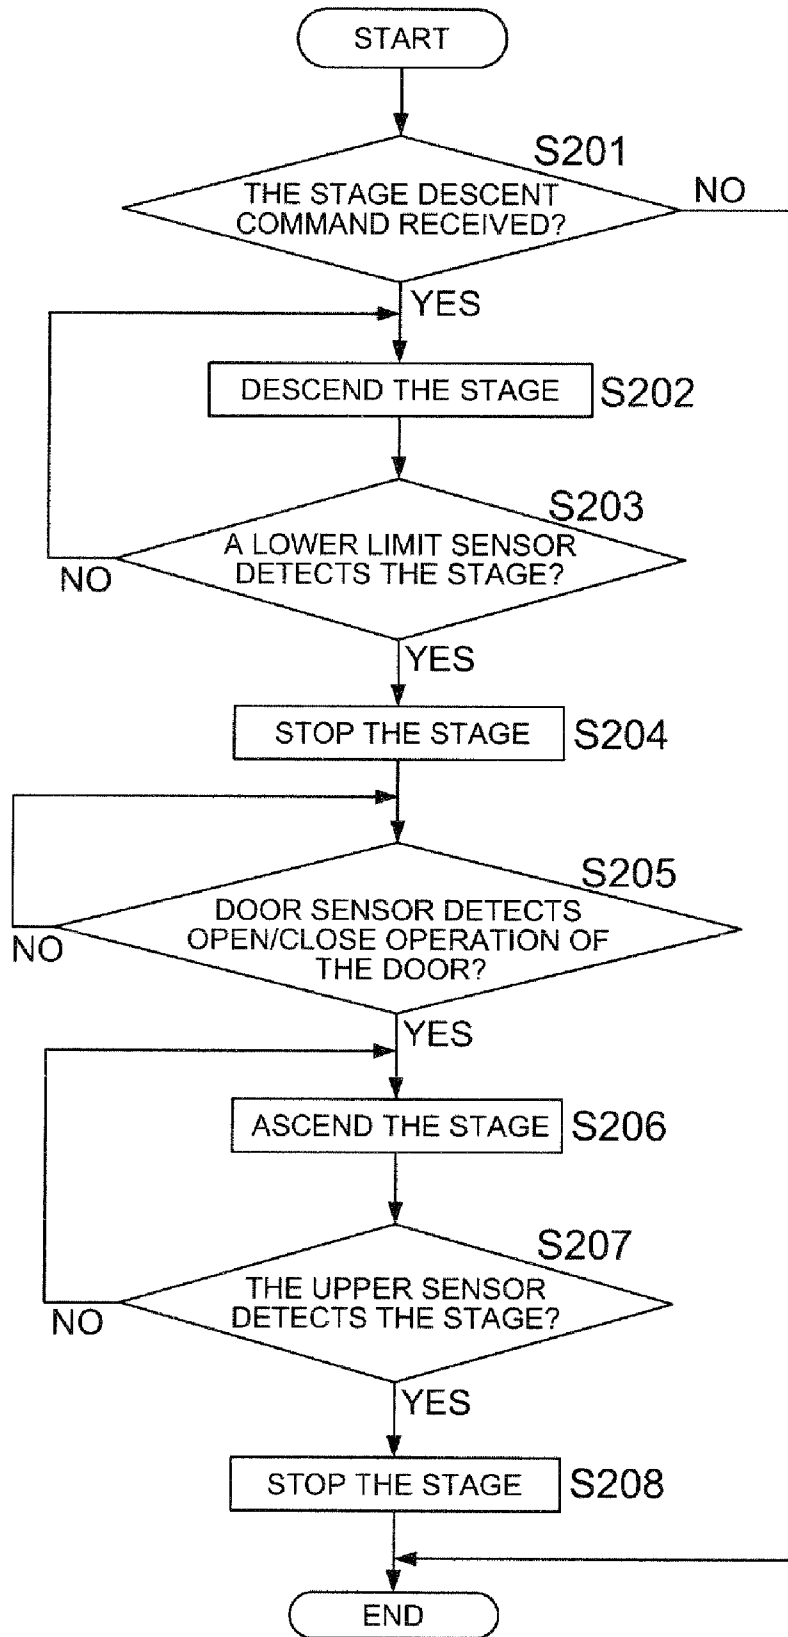 START
S201
THE STAGE DESCENT
COMMAND RECEIVED?
NO
YES
DESCEND THE STAGE
S202
S203
A LOWER LIMIT SENSOR
DETECTS THE STAGE?
NO
YES
STOP THE STAGE
S204
S205
DOOR SENSOR DETECTS
OPEN/CLOSE OPERATION OF
THE DOOR?
NO
YES
ASCEND THE STAGE
S206
S207
THE UPPER SENSOR
DETECTS THE STAGE?
NO
YES
STOP THE STAGE
S208
END